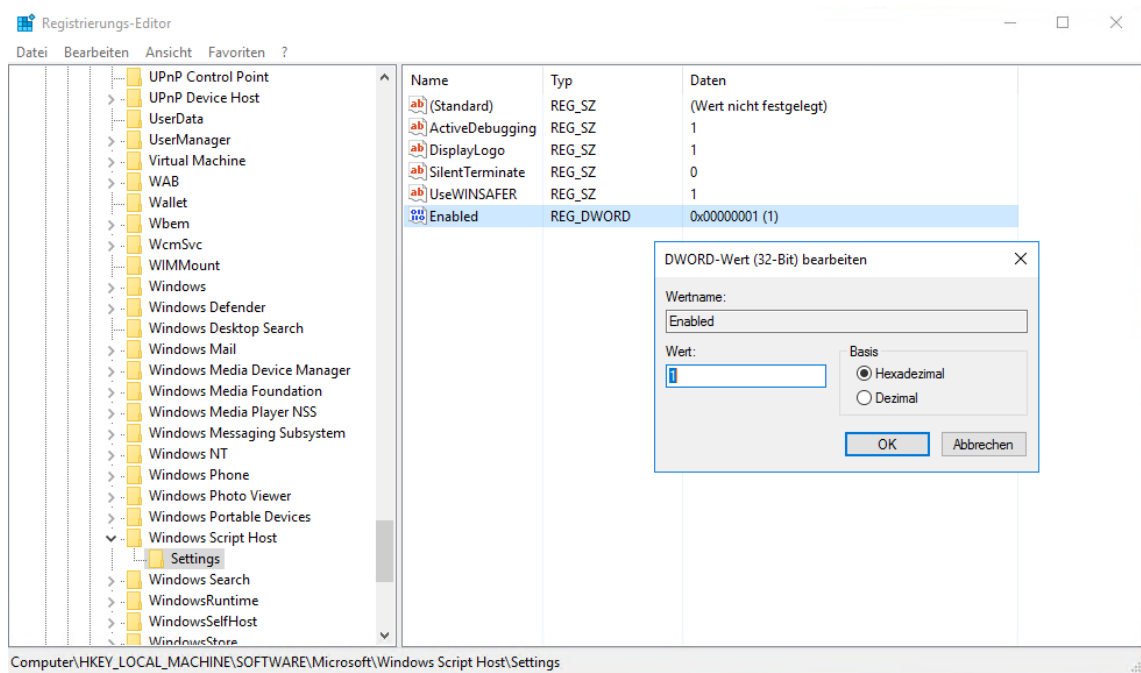 Registrierungs-Editor
Datei Bearbeiten Ansicht Favoriten ?
UPnP Control Point
UPnP Device Host
UserData
UserManager
Virtual Machine
WAB
Wallet
Wbem
WcmSvc
WIMMount
Windows
Windows Defender
Windows Desktop Search
Windows Mail
Windows Media Device Manager
Windows Media Foundation
Windows Media Player NSS
Windows Messaging Subsystem
Windows NT
Windows Phone
Windows Photo Viewer
Windows Portable Devices
Windows Script Host
Settings
Windows Search
WindowsRuntime
WindowsSelfHost
WindowsStore
Name Typ Daten
(Standard) REG_SZ (Wert nicht festgelegt)
ActiveDebugging REG_SZ 1
DisplayLogo REG_SZ 1
SilentTerminate REG_SZ 0
UseWINSAFER REG_SZ 1
Enabled REG_DWORD 0x00000001 (1)
DWORD-Wert (32-Bit) bearbeiten
Wertname:
Enabled
Wert:
1
Basis
Hexadezimal
Dezimal
OK Abbrechen
Computer\HKEY_LOCAL_MACHINE\SOFTWARE\Microsoft\Windows Script Host\Settings